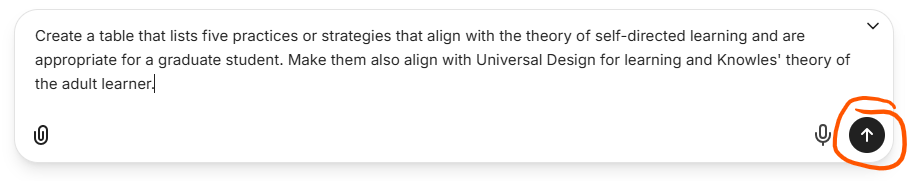 Create a table that lists five practices or strategies that align with the theory of self-directed learning and are
appropriate for a graduate student. Make them also align with Universal Design for learning and Knowles' theory of
the adult learner.